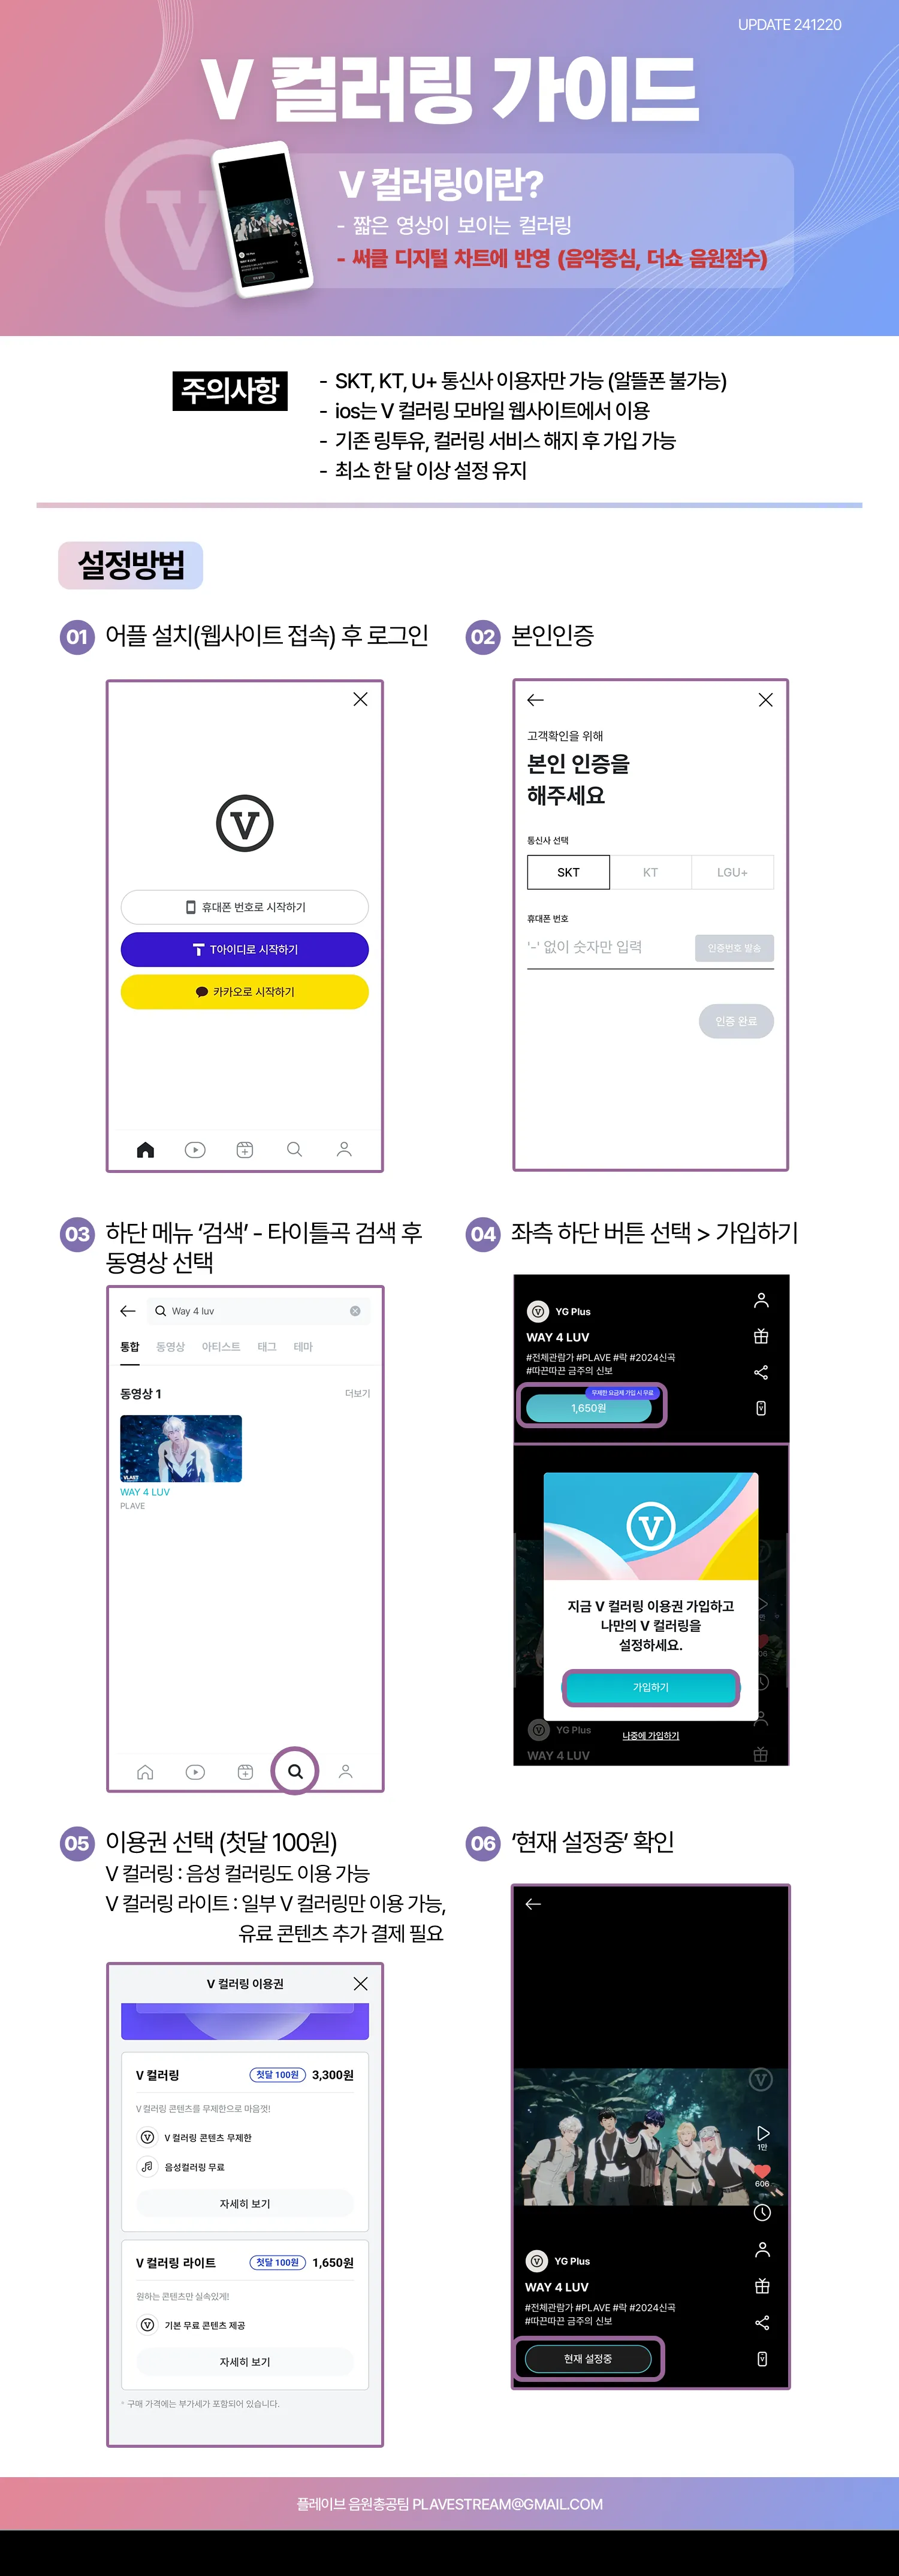 UPDATE 241220
V 컬러링 가이드
V 컬러링이란?
- 짧은 영상이 보이는 컬러링
- 써클 디지털 차트에 반영 (음악중심, 더쇼 음원점수)
주의사항
- SKT, KT, U+ 통신사 이용자만 가능 (알뜰폰 불가능)
- ios는 V 컬러링 모바일 웹사이트에서 이용
- 기존 링투유, 컬러링 서비스 해지 후 가입 가능
- 최소 한 달 이상 설정 유지
설정방법
01 어플 설치(웹사이트 접속) 후 로그인
V
휴대폰 번호로 시작하기
T아이디로 시작하기
카카오로 시작하기
02 본인인증
고객확인을 위해
본인 인증을
해주세요
통신사 선택
SKT KT LGU+
휴대폰 번호
'-' 없이 숫자만 입력 인증번호 발송
인증 완료
03 하단 메뉴 ‘검색’ - 타이틀곡 검색 후
동영상 선택
Way 4 luv
통합 동영상 아티스트 태그 테마
동영상 1 더보기
VLAST
WAY 4 LUV
PLAVE
04 좌측 하단 버튼 선택 > 가입하기
YG Plus
WAY 4 LUV
#전체관람가 #PLAVE #락 #2024신곡
#따끈따끈 금주의 신보
무제한 요금제 가입 시 무료
1,650원
V
지금 V 컬러링 이용권 가입하고
나만의 V 컬러링을
설정하세요.
가입하기
YG Plus
나중에 가입하기
WAY 4 LUV
05 이용권 선택 (첫달 100원)
V 컬러링 : 음성 컬러링도 이용 가능
V 컬러링 라이트 : 일부 V 컬러링만 이용 가능,
유료 콘텐츠 추가 결제 필요
V 컬러링 이용권
V 컬러링 첫달 100원 3,300원
V 컬러링 콘텐츠를 무제한으로 마음껏!
V 컬러링 콘텐츠 무제한
음성컬러링 무료
자세히 보기
V 컬러링 라이트 첫달 100원 1,650원
원하는 콘텐츠만 실속있게!
기본 무료 콘텐츠 제공
자세히 보기
* 구매 가격에는 부가세가 포함되어 있습니다.
06 ‘현재 설정중’ 확인
V
1만
606
YG Plus
WAY 4 LUV
#전체관람가 #PLAVE #락 #2024신곡
#따끈따끈 금주의 신보
현재 설정중
플레이브 음원총공팀 PLAVESTREAM@GMAIL.COM